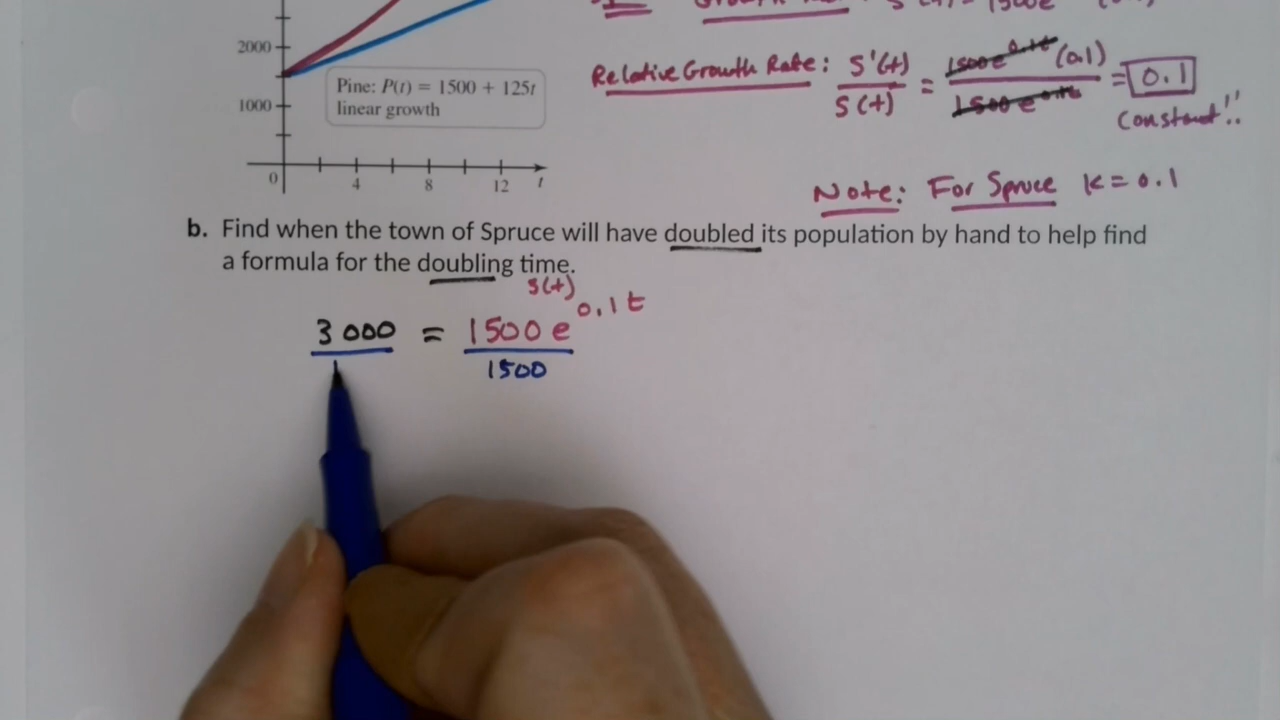 2000
Pine: P(t) = 1500 + 125t
linear growth
1000
0 4 8 12 t
Relative Growth Rate: S'(t) / S(t) = 1500e^0.1t (0.1) / 1500e^0.1t = 0.1
Constant!!
Note: For Spruce K = 0.1
b. Find when the town of Spruce will have doubled its population by hand to help find
a formula for the doubling time.
S(t)
3000 = 1500e^0.1t
1500